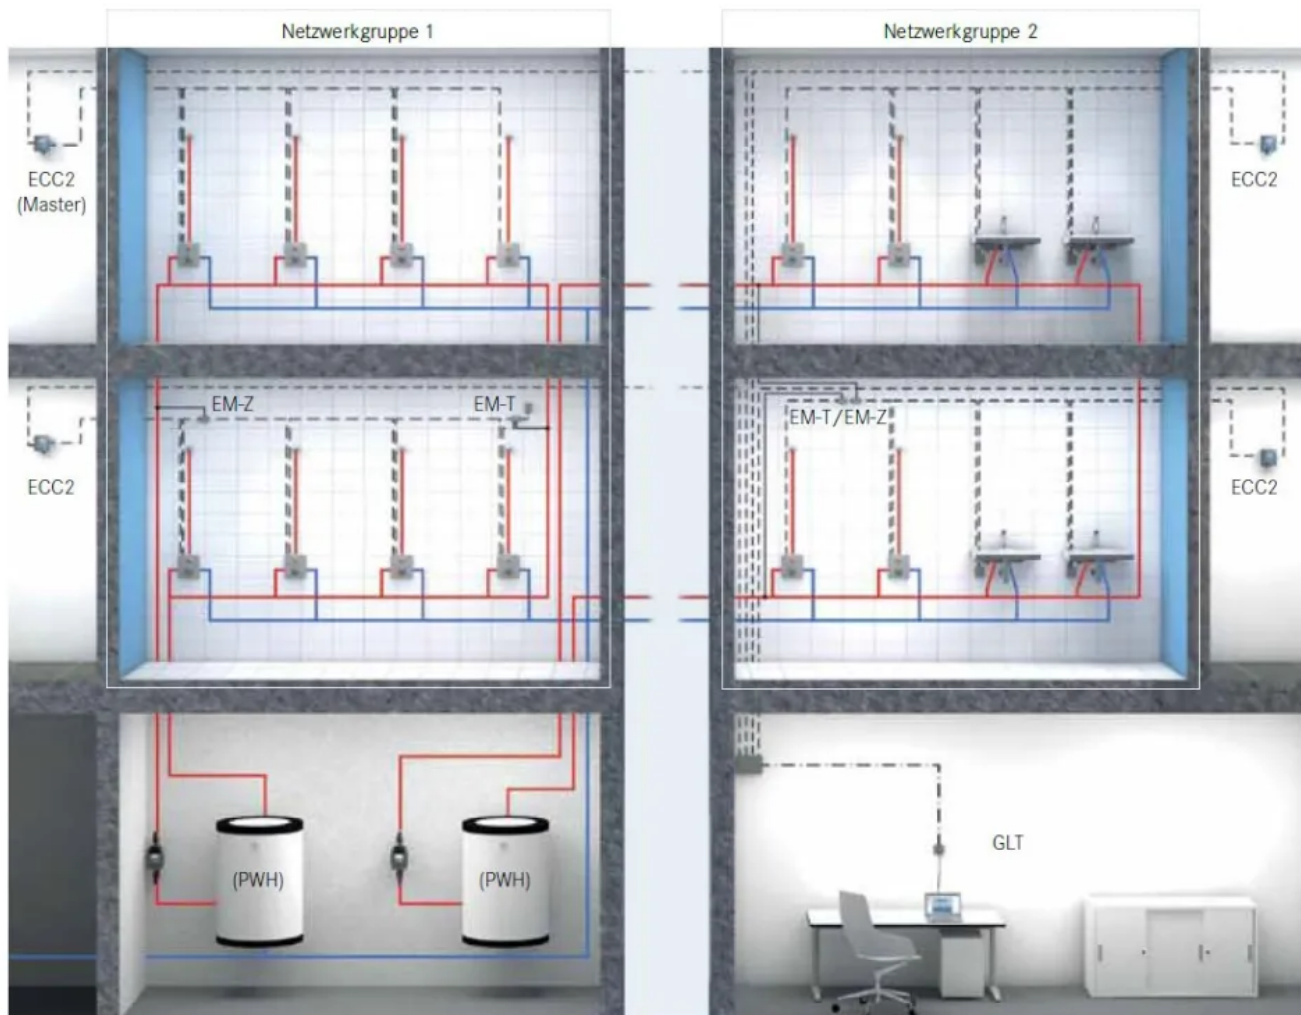 Netzwerkgruppe 1
Netzwerkgruppe 2
ECC2
(Master)
ECC2
EM-Z
EM-T
EM-T/EM-Z
ECC2
ECC2
(PWH)
(PWH)
GLT